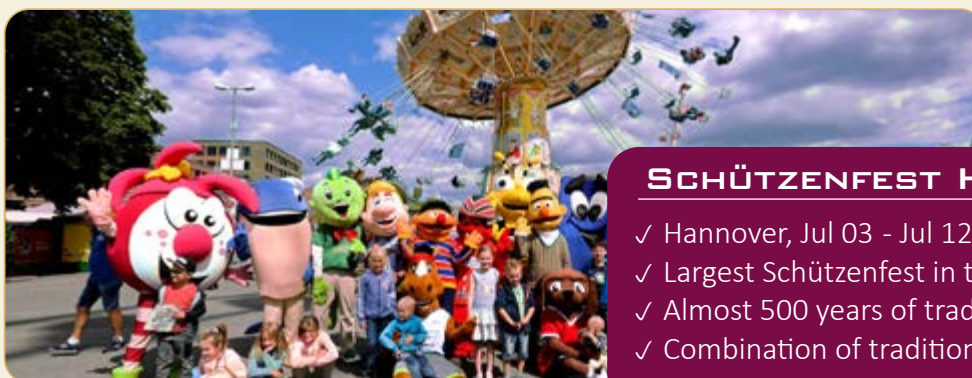 SCHÜTZENFEST H
✓ Hannover, Jul 03 - Jul 12
✓ Largest Schützenfest in t
✓ Almost 500 years of trad
✓ Combination of tradition